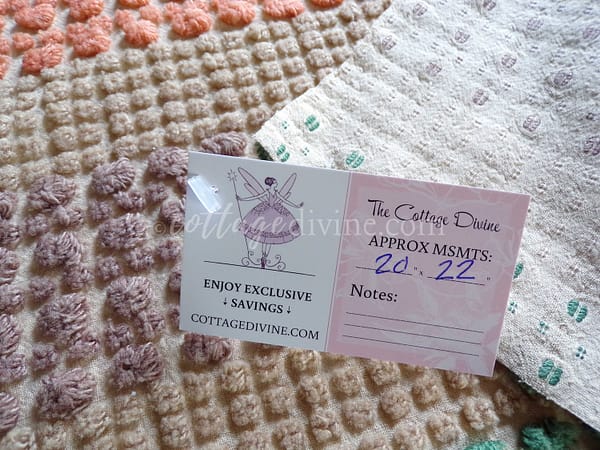 ENJOY EXCLUSIVE
↓ SAVINGS ↓
COTTAGEDIVINE.COM
The Cottage Divine
APPROX MSMTS:
20 "x 22 "
Notes:
©cottagedivine.com